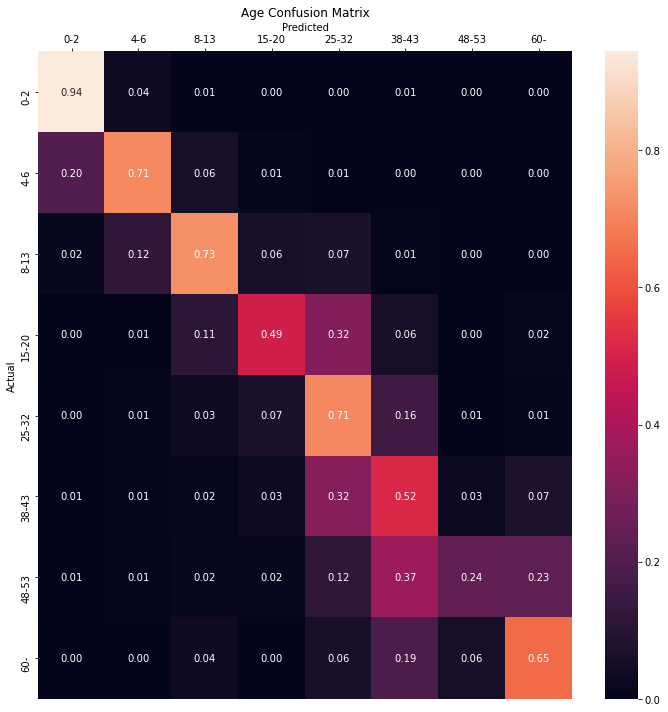 Age Confusion Matrix
Predicted
0-2 4-6 8-13 15-20 25-32 38-43 48-53 60-
0-2 0.94 0.04 0.01 0.00 0.00 0.01 0.00 0.00
4-6 0.20 0.71 0.06 0.01 0.01 0.00 0.00 0.00
8-13 0.02 0.12 0.73 0.06 0.07 0.01 0.00 0.00
15-20 0.00 0.01 0.11 0.49 0.32 0.06 0.00 0.02
Actual
25-32 0.00 0.01 0.03 0.07 0.71 0.16 0.01 0.01
38-43 0.01 0.01 0.02 0.03 0.32 0.52 0.03 0.07
48-53 0.01 0.01 0.02 0.02 0.12 0.37 0.24 0.23
60- 0.00 0.00 0.04 0.00 0.06 0.19 0.06 0.65
0.8
0.6
0.4
0.2
0.0